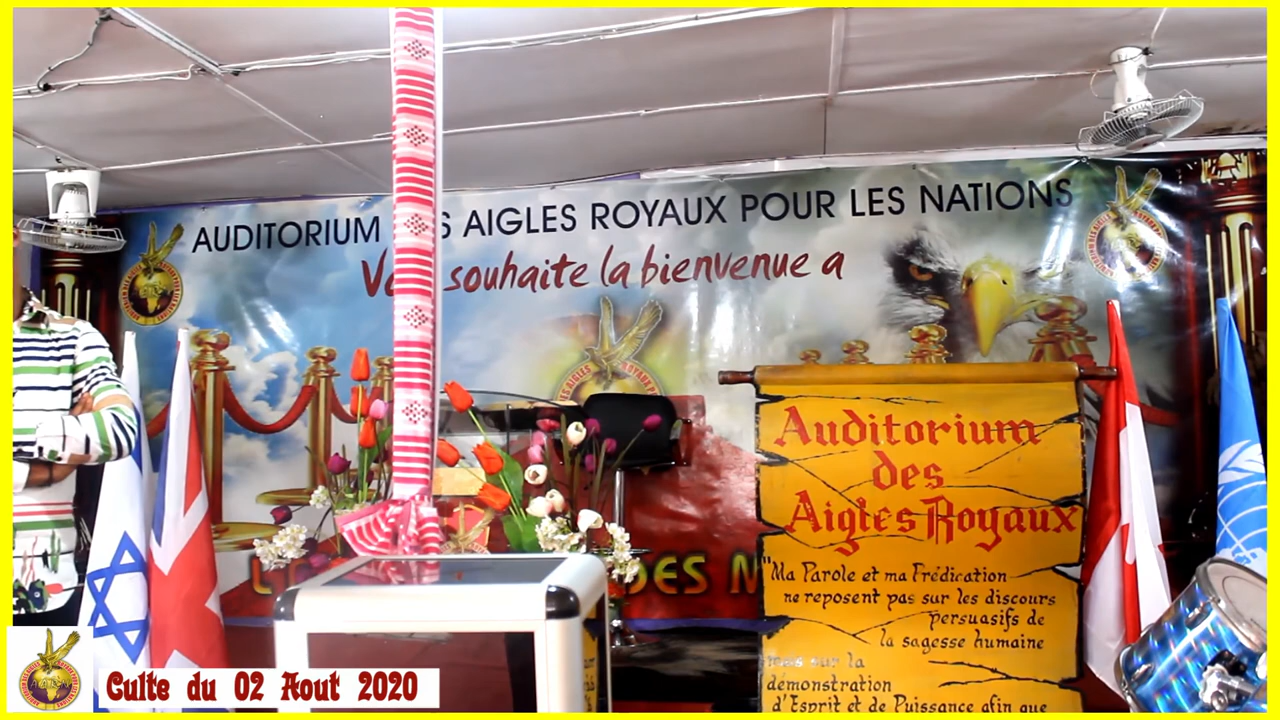 AUDITORIUM AIGLES ROYAUX POUR LES NATIONS
souhaite la bienvenue a
DES
Auditorium
des
Aigles Royaux
"Ma Parole et ma Prédication
ne reposent pas sur les discours
persuasifs de
la sagesse humaine
mais sur la
démonstration
d'Esprit et de Puissance afin que
Culte du 02 Aout 2020